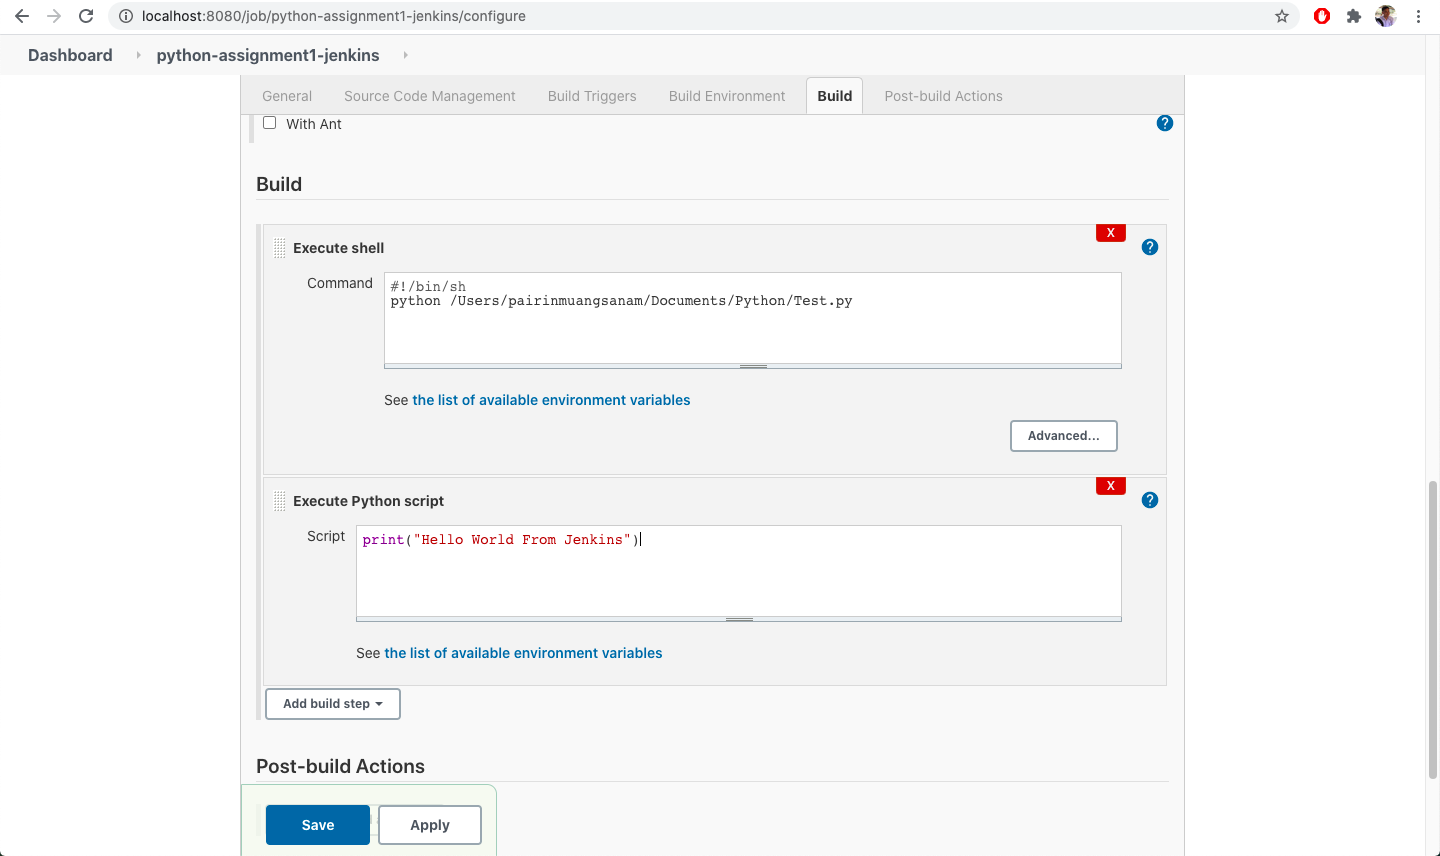 localhost:8080/job/python-assignment1-jenkins/configure
Dashboard python-assignment1-jenkins
General Source Code Management Build Triggers Build Environment Build Post-build Actions
With Ant ?
Build
Execute shell X ?
Command #!/bin/sh
python /Users/pairinmuangsanam/Documents/Python/Test.py
See the list of available environment variables
Advanced...
Execute Python script X ?
Script print("Hello World From Jenkins")
See the list of available environment variables
Add build step
Post-build Actions
Save Apply